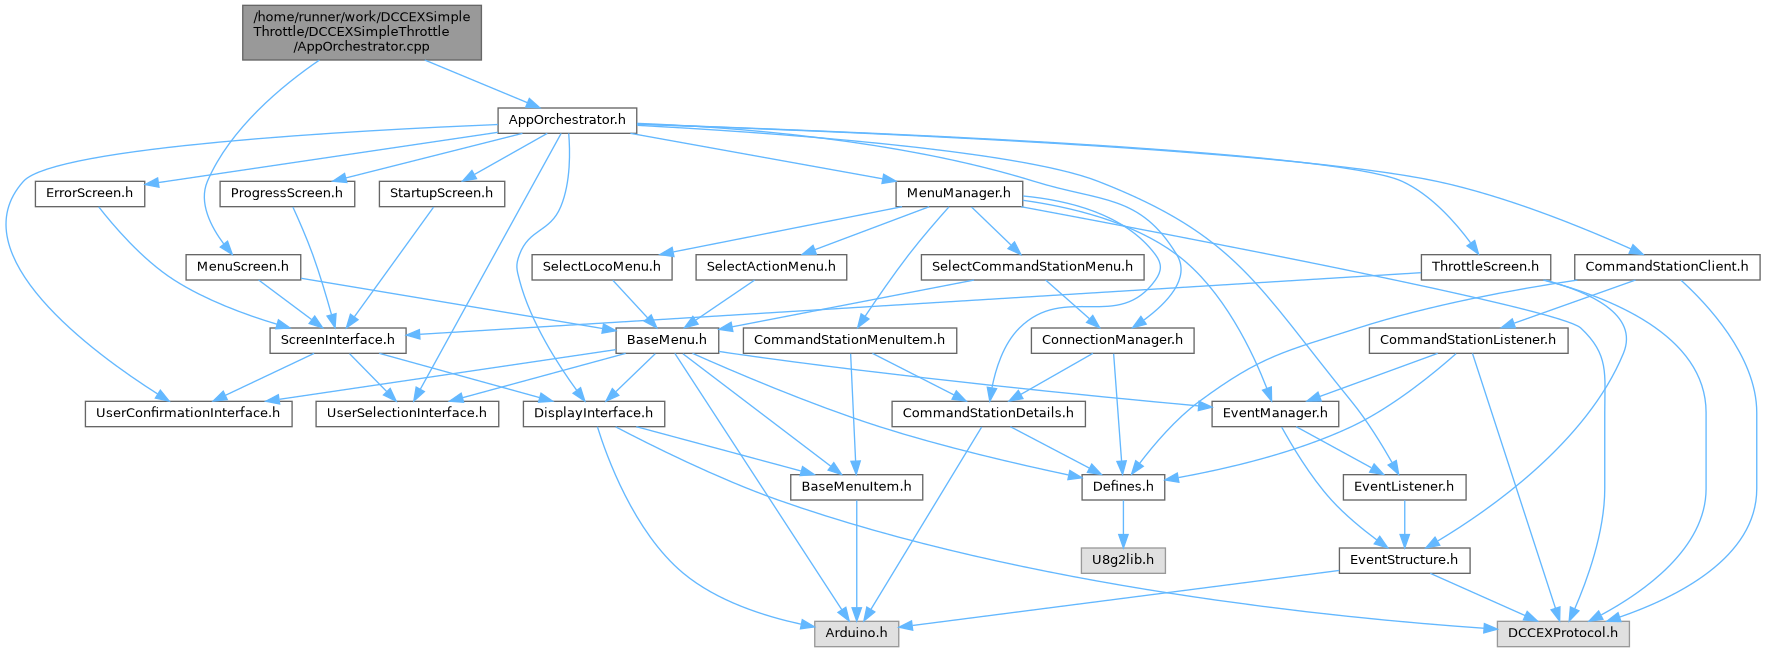 /home/runner/work/DCCEXSimple
Throttle/DCCEXSimpleThrottle
/AppOrchestrator.cpp
AppOrchestrator.h
ErrorScreen.h
ProgressScreen.h
StartupScreen.h
MenuManager.h
MenuScreen.h
SelectLocoMenu.h
SelectActionMenu.h
SelectCommandStationMenu.h
ThrottleScreen.h
CommandStationClient.h
ScreenInterface.h
BaseMenu.h
CommandStationMenuItem.h
ConnectionManager.h
CommandStationListener.h
UserConfirmationInterface.h
UserSelectionInterface.h
DisplayInterface.h
CommandStationDetails.h
EventManager.h
BaseMenuItem.h
Defines.h
EventListener.h
U8g2lib.h
EventStructure.h
Arduino.h
DCCEXProtocol.h